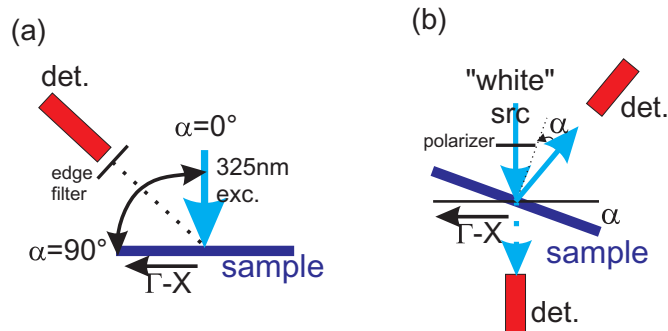 (a)
det.
α=0°
edge
filter
325nm
exc.
α=90°
Γ-X
sample
(b)
"white"
src
det.
polarizer
α
α
Γ-X
sample
det.